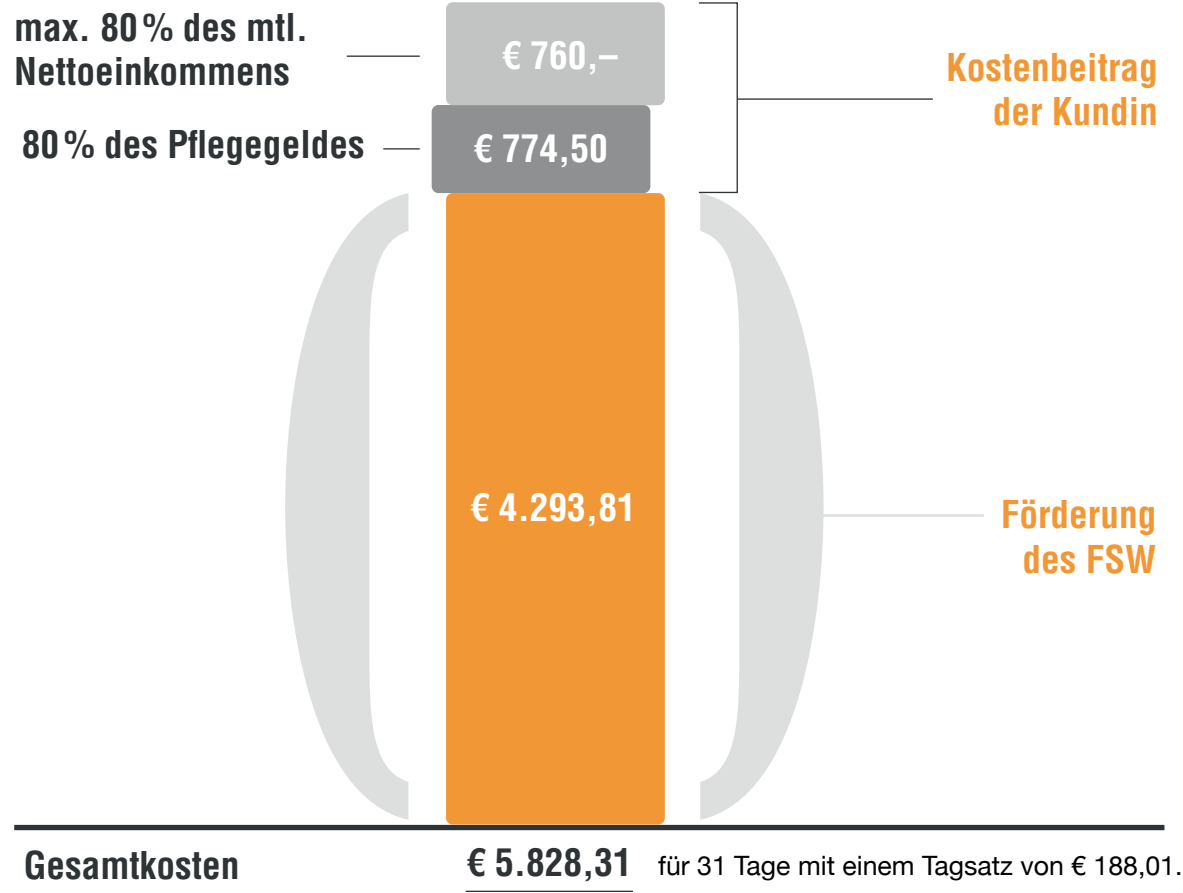 max. 80 % des mtl.
Nettoeinkommens
€ 760,–
Kostenbeitrag
der Kundin
80 % des Pflegegeldes
€ 774,50
€ 4.293,81
Förderung
des FSW
Gesamtkosten € 5.828,31 für 31 Tage mit einem Tagsatz von € 188,01.